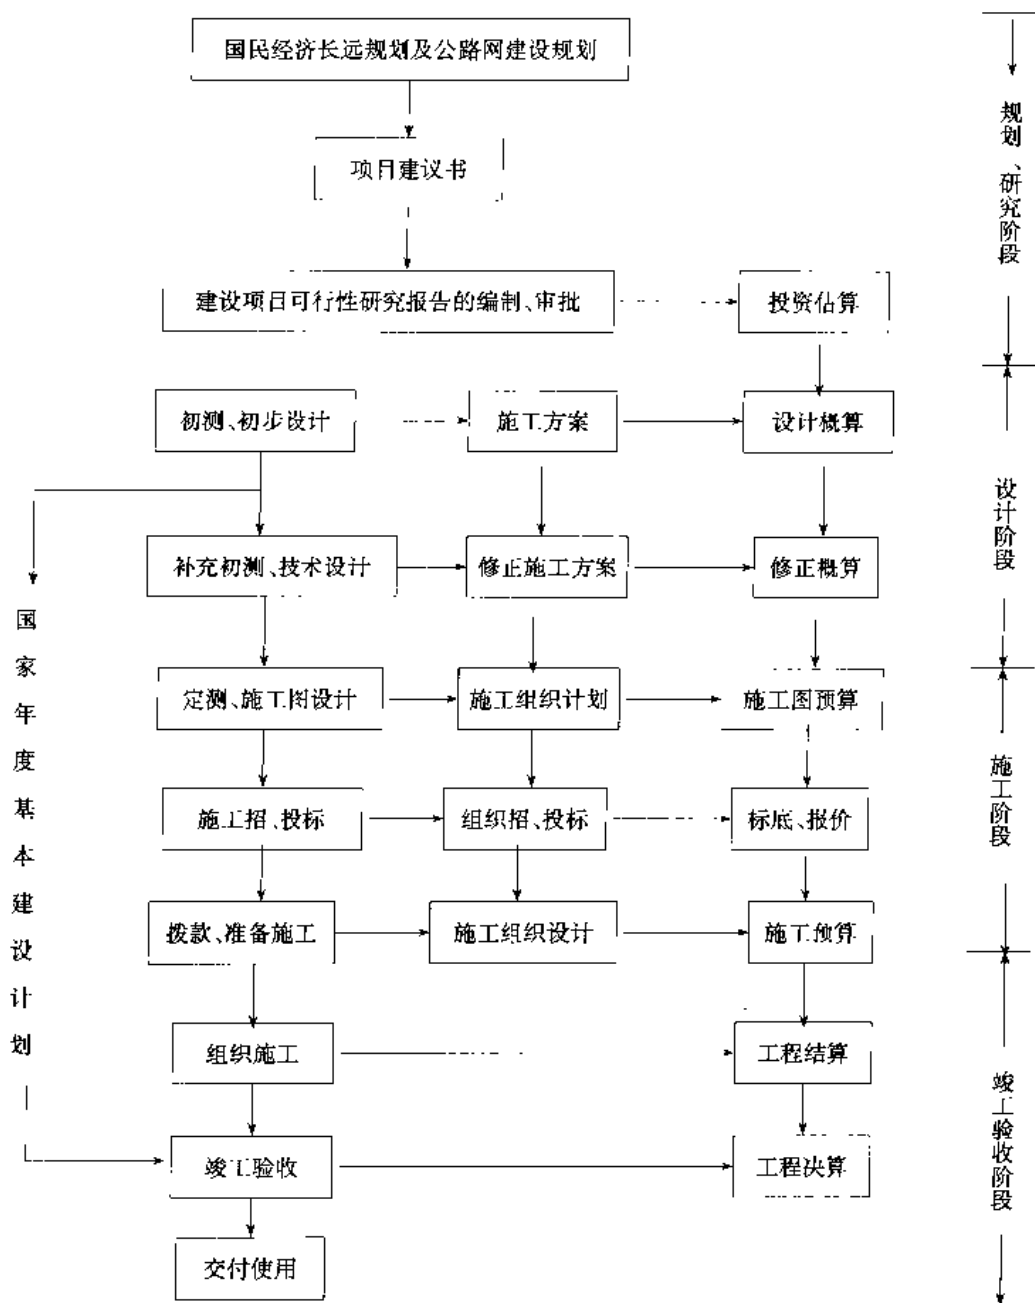 国民经济长远规划及公路网建设规划
项目建议书
建设项目可行性研究报告的编制、审批
投资估算
初测、初步设计
施工方案
设计概算
补充初测、技术设计
修正施工方案
修正概算
定测、施工图设计
施工组织计划
施工图预算
施工招、投标
组织招、投标
标底、报价
拨款、准备施工
施工组织设计
施工预算
组织施工
工程结算
竣工验收
工程决算
交付使用
国家年度基本建设计划
规划、研究阶段
设计阶段
施工阶段
竣工验收阶段